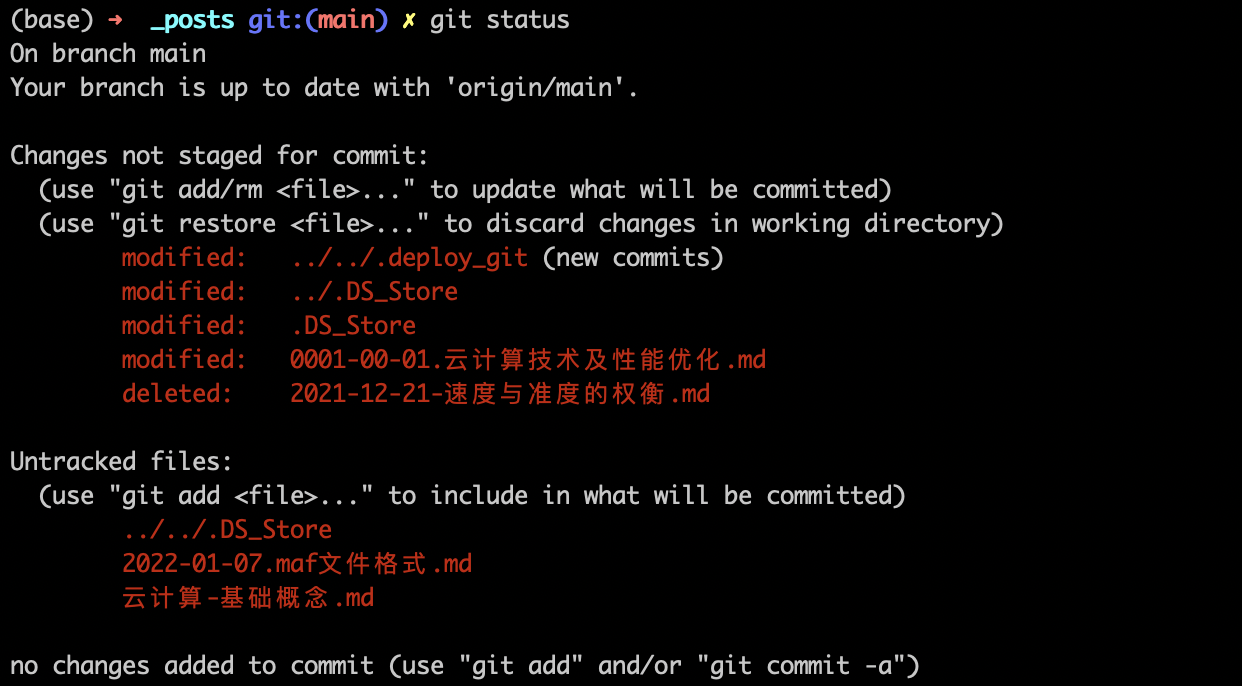 (base) ➜  _posts git:(main) ✗ git status
On branch main
Your branch is up to date with 'origin/main'.

Changes not staged for commit:
  (use "git add/rm <file>..." to update what will be committed)
  (use "git restore <file>..." to discard changes in working directory)
        modified:   ../../.deploy_git (new commits)
        modified:   ../.DS_Store
        modified:   .DS_Store
        modified:   0001-00-01.云计算技术及性能优化.md
        deleted:    2021-12-21-速度与准度的权衡.md

Untracked files:
  (use "git add <file>..." to include in what will be committed)
        ../../.DS_Store
        2022-01-07.maf文件格式.md
        云计算-基础概念.md

no changes added to commit (use "git add" and/or "git commit -a")